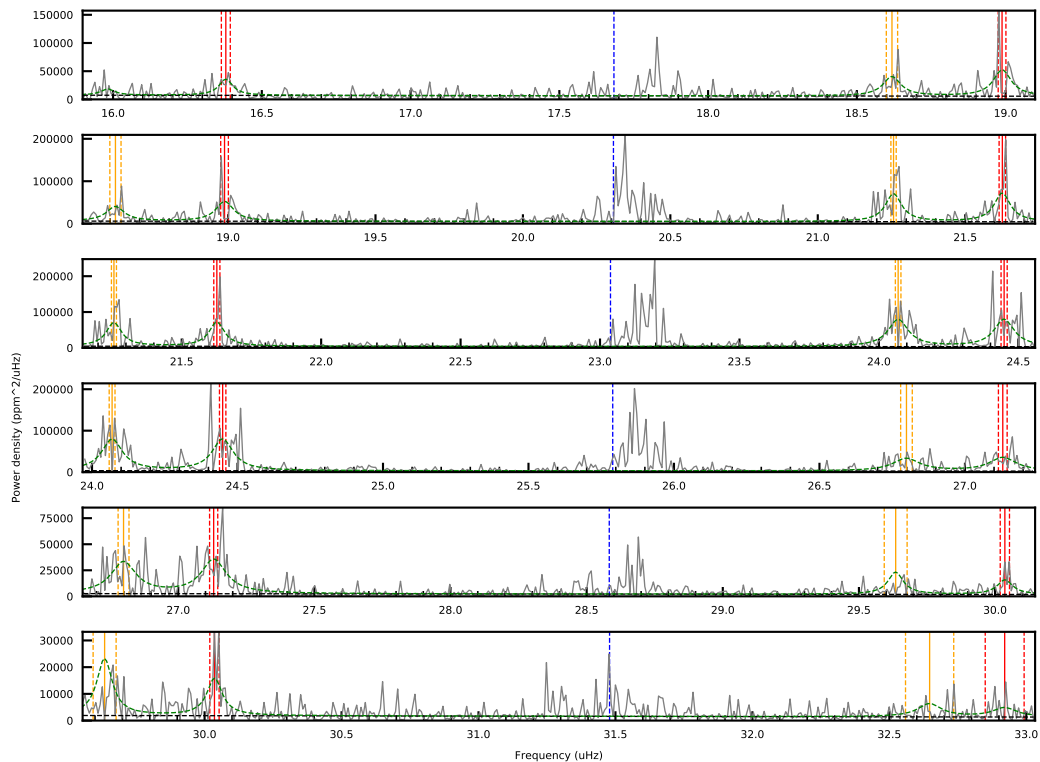 150000
100000
50000
0
16.0 16.5 17.0 17.5 18.0 18.5 19.0
200000
100000
0
19.0 19.5 20.0 20.5 21.0 21.5
200000
100000
0
21.5 22.0 22.5 23.0 23.5 24.0 24.5
Power density (ppm^2/uHz)
200000
100000
0
24.0 24.5 25.0 25.5 26.0 26.5 27.0
75000
50000
25000
0
27.0 27.5 28.0 28.5 29.0 29.5 30.0
30000
20000
10000
0
30.0 30.5 31.0 31.5 32.0 32.5 33.0
Frequency (uHz)